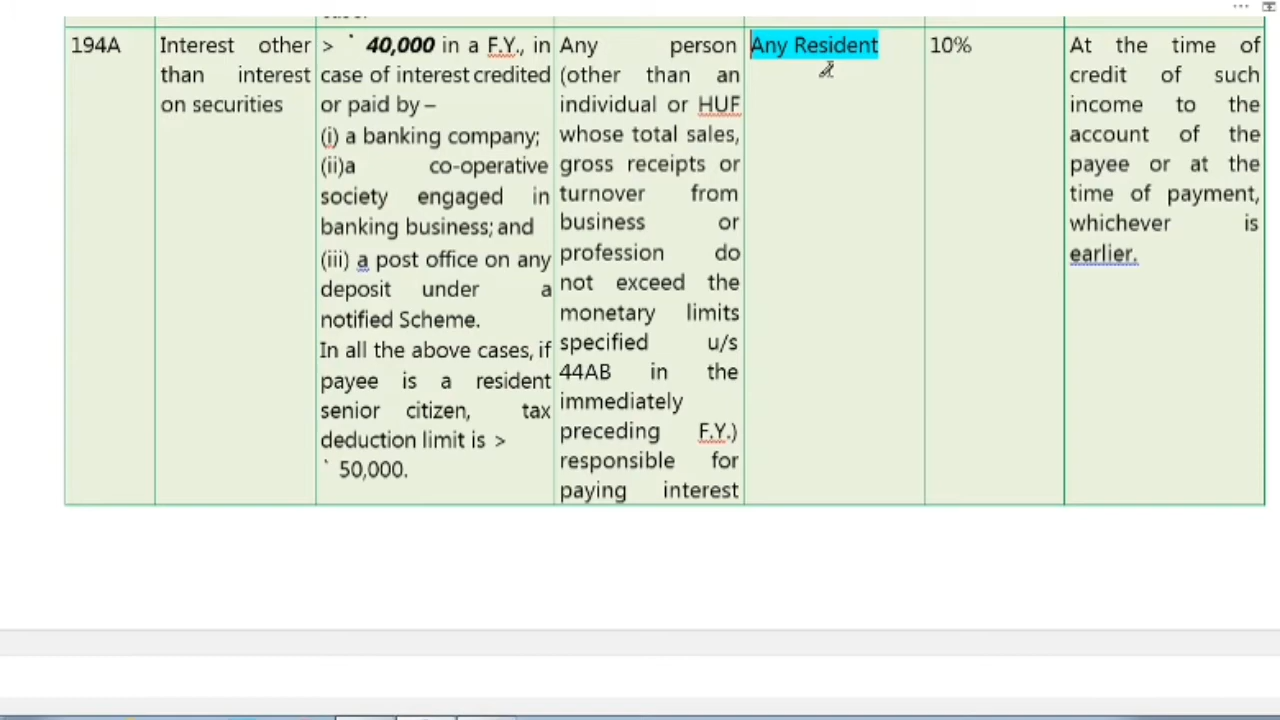 194A
Interest other
than interest
on securities
> ` 40,000 in a F.Y., in
case of interest credited
or paid by –
(i) a banking company;
(ii)a co-operative
society engaged in
banking business; and
(iii) a post office on any
deposit under a
notified Scheme.
In all the above cases, if
payee is a resident
senior citizen, tax
deduction limit is >
` 50,000.
Any person
(other than an
individual or HUF
whose total sales,
gross receipts or
turnover from
business or
profession do
not exceed the
monetary limits
specified u/s
44AB in the
immediately
preceding F.Y.)
responsible for
paying interest
Any Resident
10%
At the time of
credit of such
income to the
account of the
payee or at the
time of payment,
whichever is
earlier.